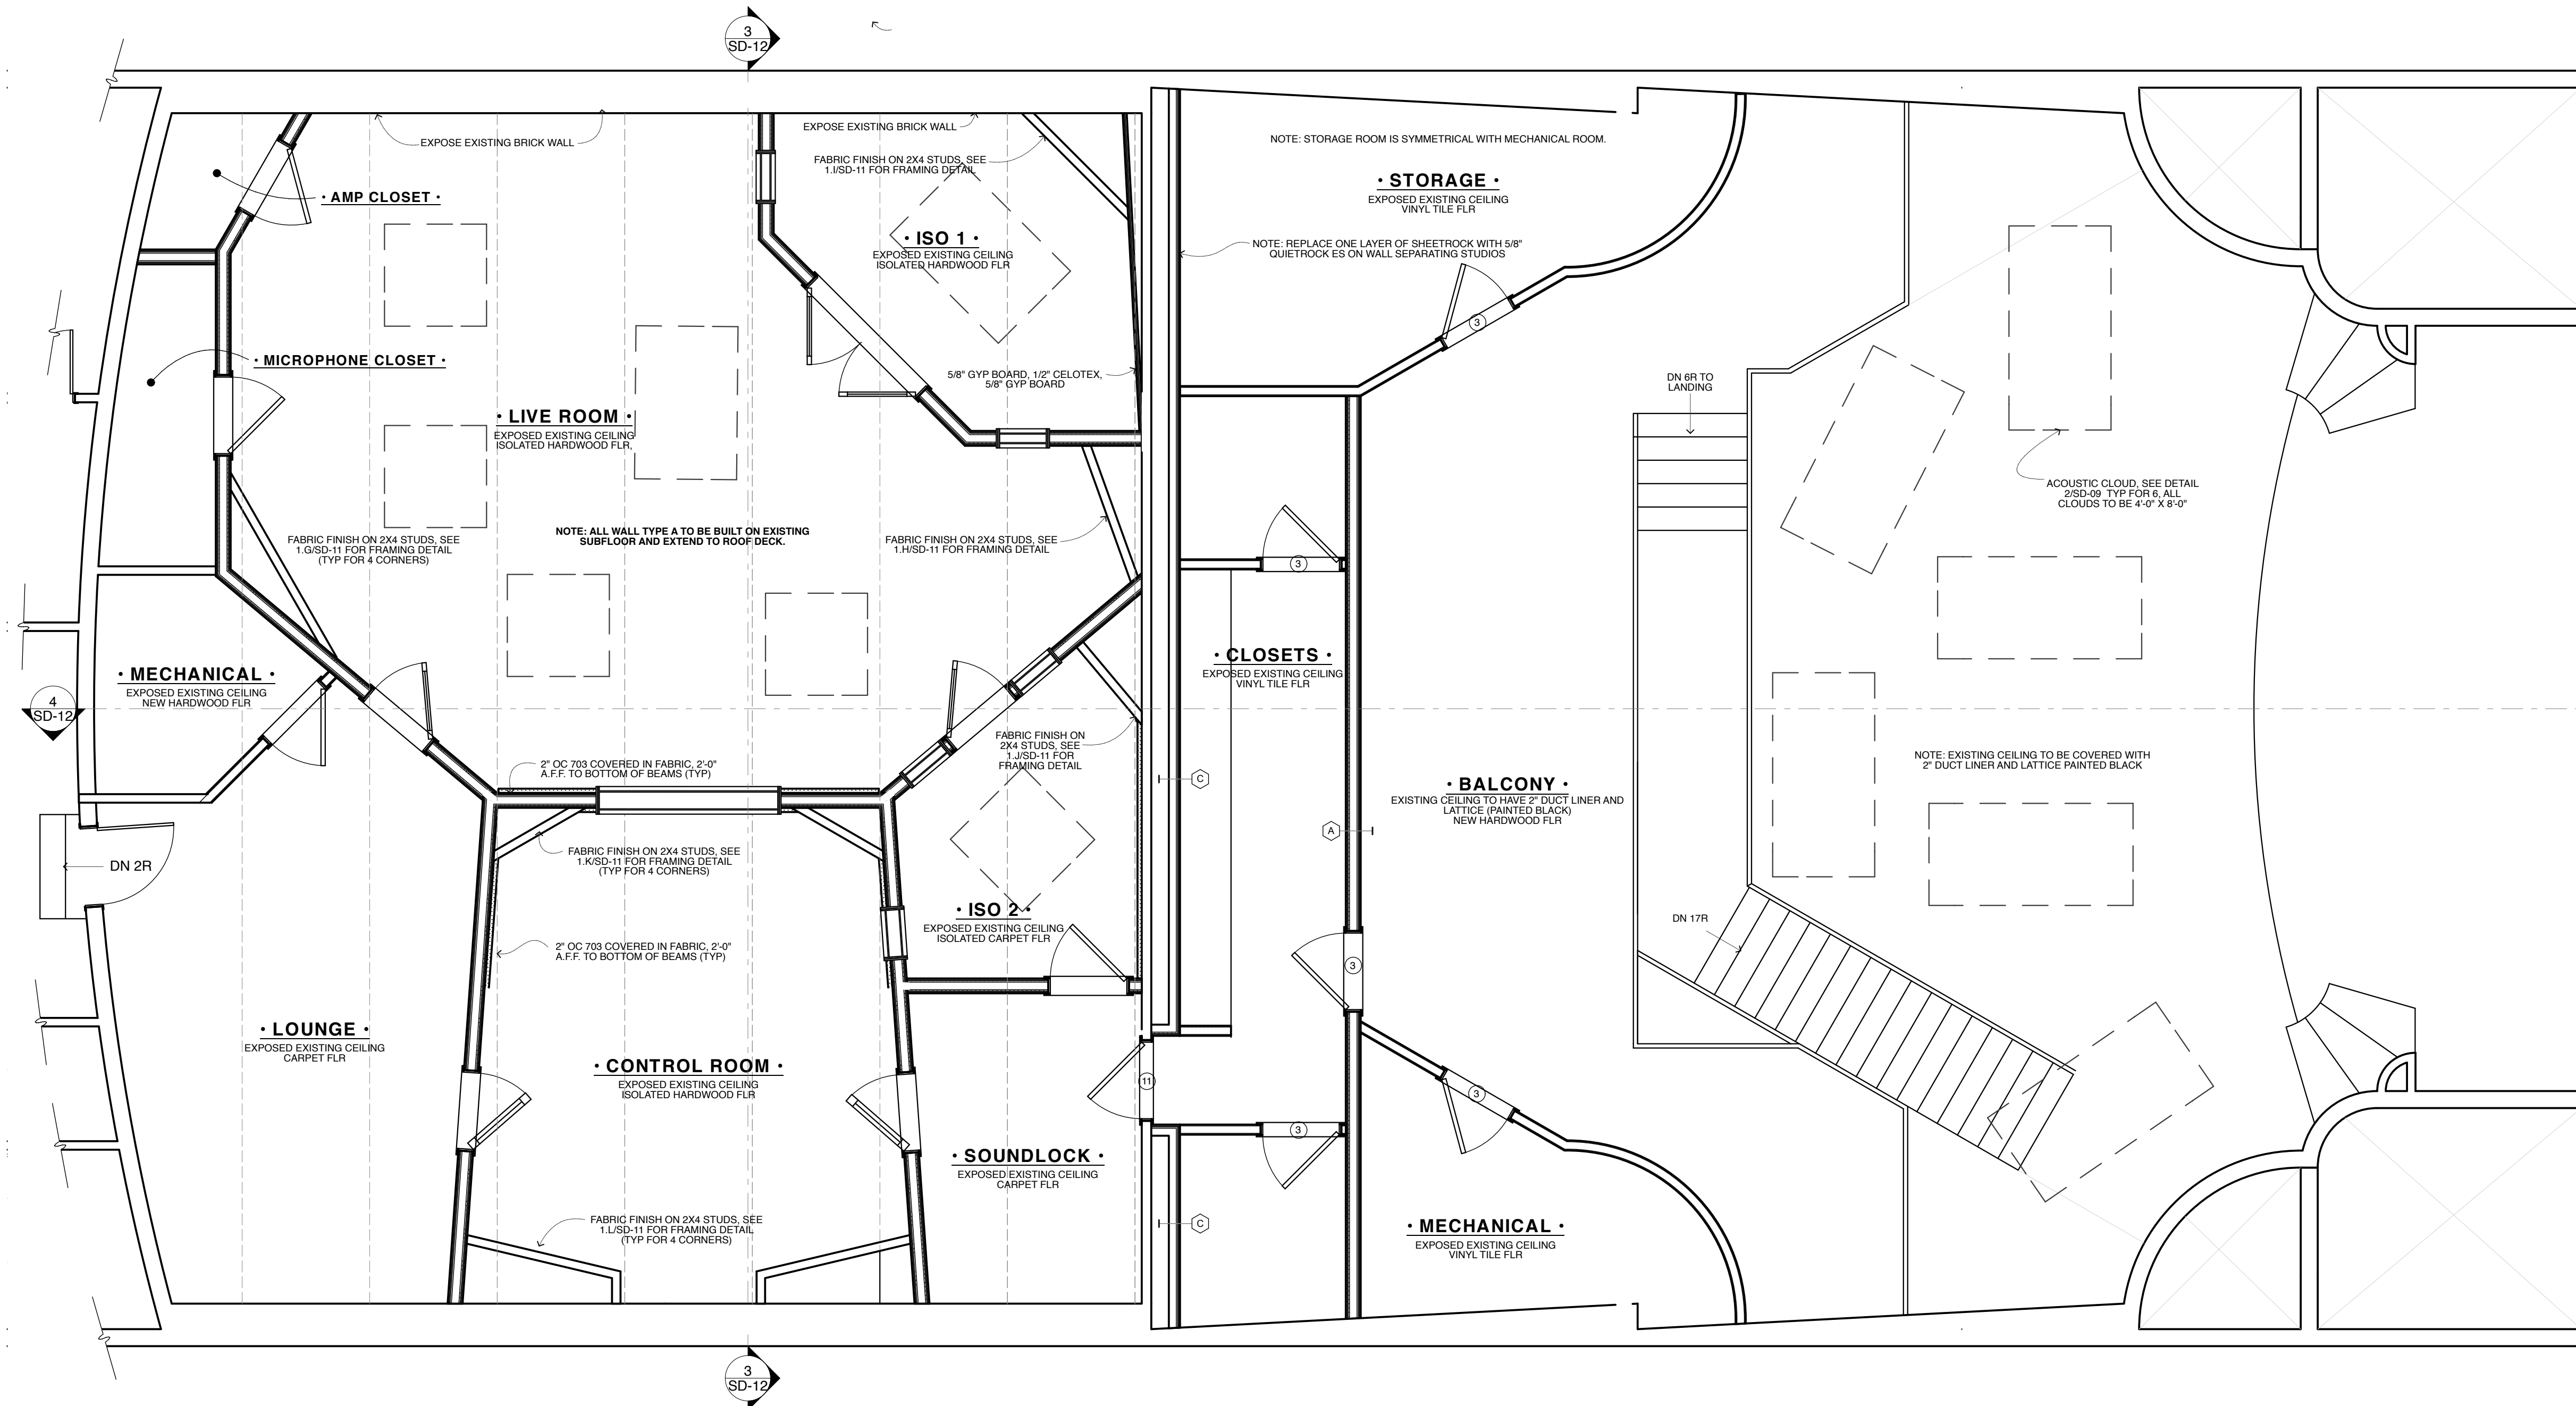 3
SD-12
EXPOSE EXISTING BRICK WALL
EXPOSE EXISTING BRICK WALL
FABRIC FINISH ON 2X4 STUDS, SEE
1.I/SD-11 FOR FRAMING DETAIL
• AMP CLOSET •
• ISO 1 •
EXPOSED EXISTING CEILING
ISOLATED HARDWOOD FLR
• MICROPHONE CLOSET •
5/8" GYP BOARD, 1/2" CELOTEX,
5/8" GYP BOARD
• LIVE ROOM •
EXPOSED EXISTING CEILING
ISOLATED HARDWOOD FLR,
NOTE: ALL WALL TYPE A TO BE BUILT ON EXISTING
SUBFLOOR AND EXTEND TO ROOF DECK.
FABRIC FINISH ON 2X4 STUDS, SEE
1.G/SD-11 FOR FRAMING DETAIL
(TYP FOR 4 CORNERS)
FABRIC FINISH ON 2X4 STUDS, SEE
1.H/SD-11 FOR FRAMING DETAIL
• MECHANICAL •
EXPOSED EXISTING CEILING
NEW HARDWOOD FLR
4
SD-12
FABRIC FINISH ON
2X4 STUDS, SEE
1.J/SD-11 FOR
FRAMING DETAIL
2" OC 703 COVERED IN FABRIC, 2'-0"
A.F.F. TO BOTTOM OF BEAMS (TYP)
FABRIC FINISH ON 2X4 STUDS, SEE
1.K/SD-11 FOR FRAMING DETAIL
(TYP FOR 4 CORNERS)
DN 2R
• ISO 2 •
EXPOSED EXISTING CEILING
ISOLATED CARPET FLR
2" OC 703 COVERED IN FABRIC, 2'-0"
A.F.F. TO BOTTOM OF BEAMS (TYP)
• LOUNGE •
EXPOSED EXISTING CEILING
CARPET FLR
• CONTROL ROOM •
EXPOSED EXISTING CEILING
ISOLATED HARDWOOD FLR
11
• SOUNDLOCK •
EXPOSED EXISTING CEILING
CARPET FLR
FABRIC FINISH ON 2X4 STUDS, SEE
1.L/SD-11 FOR FRAMING DETAIL
(TYP FOR 4 CORNERS)
3
SD-12
NOTE: STORAGE ROOM IS SYMMETRICAL WITH MECHANICAL ROOM.
• STORAGE •
EXPOSED EXISTING CEILING
VINYL TILE FLR
NOTE: REPLACE ONE LAYER OF SHEETROCK WITH 5/8"
QUIETROCK ES ON WALL SEPARATING STUDIOS
3
3
• CLOSETS •
EXPOSED EXISTING CEILING
VINYL TILE FLR
C
A
• BALCONY •
EXISTING CEILING TO HAVE 2" DUCT LINER AND
LATTICE (PAINTED BLACK)
NEW HARDWOOD FLR
3
3
3
C
• MECHANICAL •
EXPOSED EXISTING CEILING
VINYL TILE FLR
DN 6R TO
LANDING
ACOUSTIC CLOUD, SEE DETAIL
2/SD-09 TYP FOR 6, ALL
CLOUDS TO BE 4'-0" X 8'-0"
NOTE: EXISTING CEILING TO BE COVERED WITH
2" DUCT LINER AND LATTICE PAINTED BLACK
DN 17R